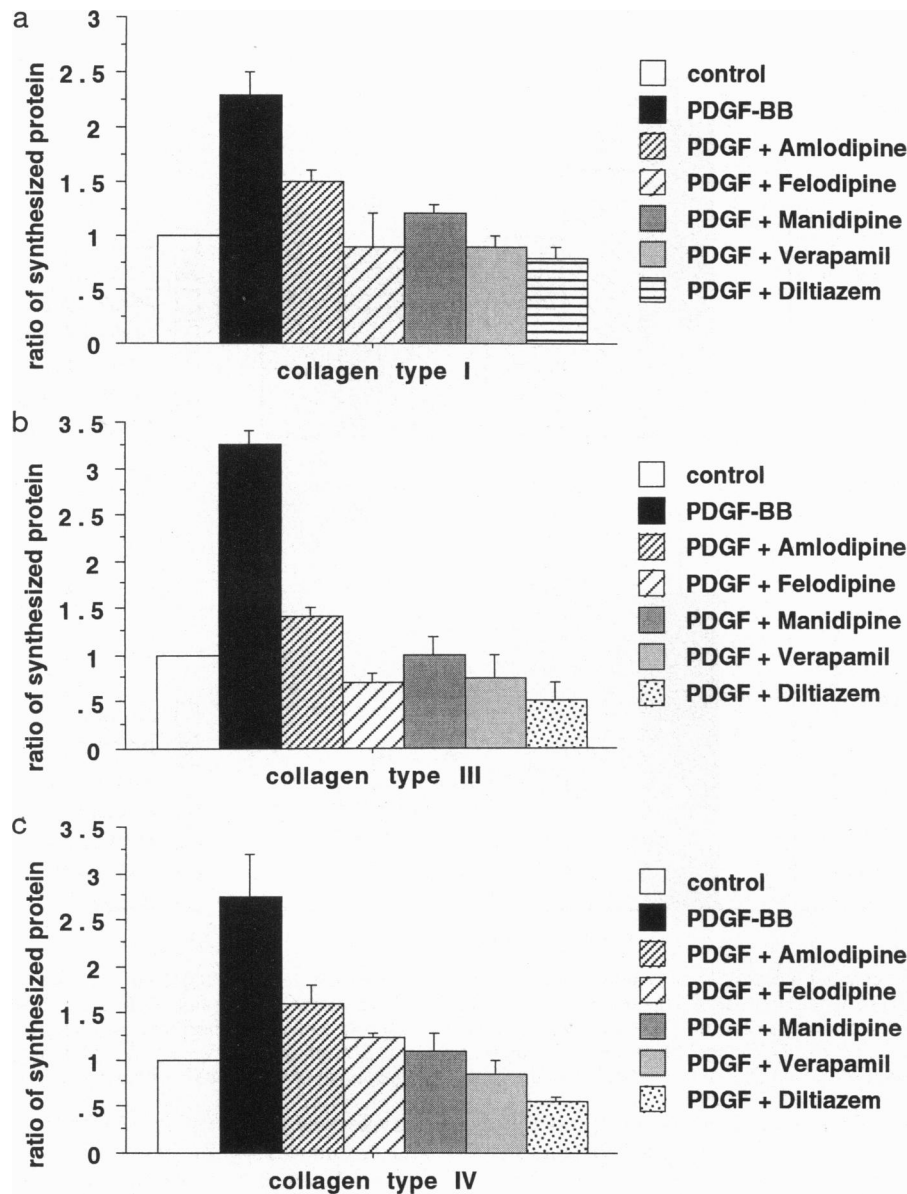 a
ratio of synthesized protein
3
2.5
2
1.5
1
.5
0
collagen type I
control
PDGF-BB
PDGF + Amlodipine
PDGF + Felodipine
PDGF + Manidipine
PDGF + Verapamil
PDGF + Diltiazem
b
ratio of synthesized protein
3.5
3
2.5
2
1.5
1
.5
0
collagen type III
control
PDGF-BB
PDGF + Amlodipine
PDGF + Felodipine
PDGF + Manidipine
PDGF + Verapamil
PDGF + Diltiazem
c
ratio of synthesized protein
3.5
3
2.5
2
1.5
1
.5
0
collagen type IV
control
PDGF-BB
PDGF + Amlodipine
PDGF + Felodipine
PDGF + Manidipine
PDGF + Verapamil
PDGF + Diltiazem